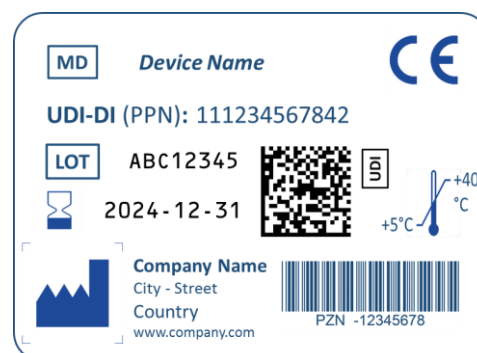 MD Device Name CE
UDI-DI (PPN): 111234567842
LOT ABC12345
UDI
2024-12-31
+40
°C
+5°C
Company Name
City - Street
Country
www.company.com
PZN -12345678